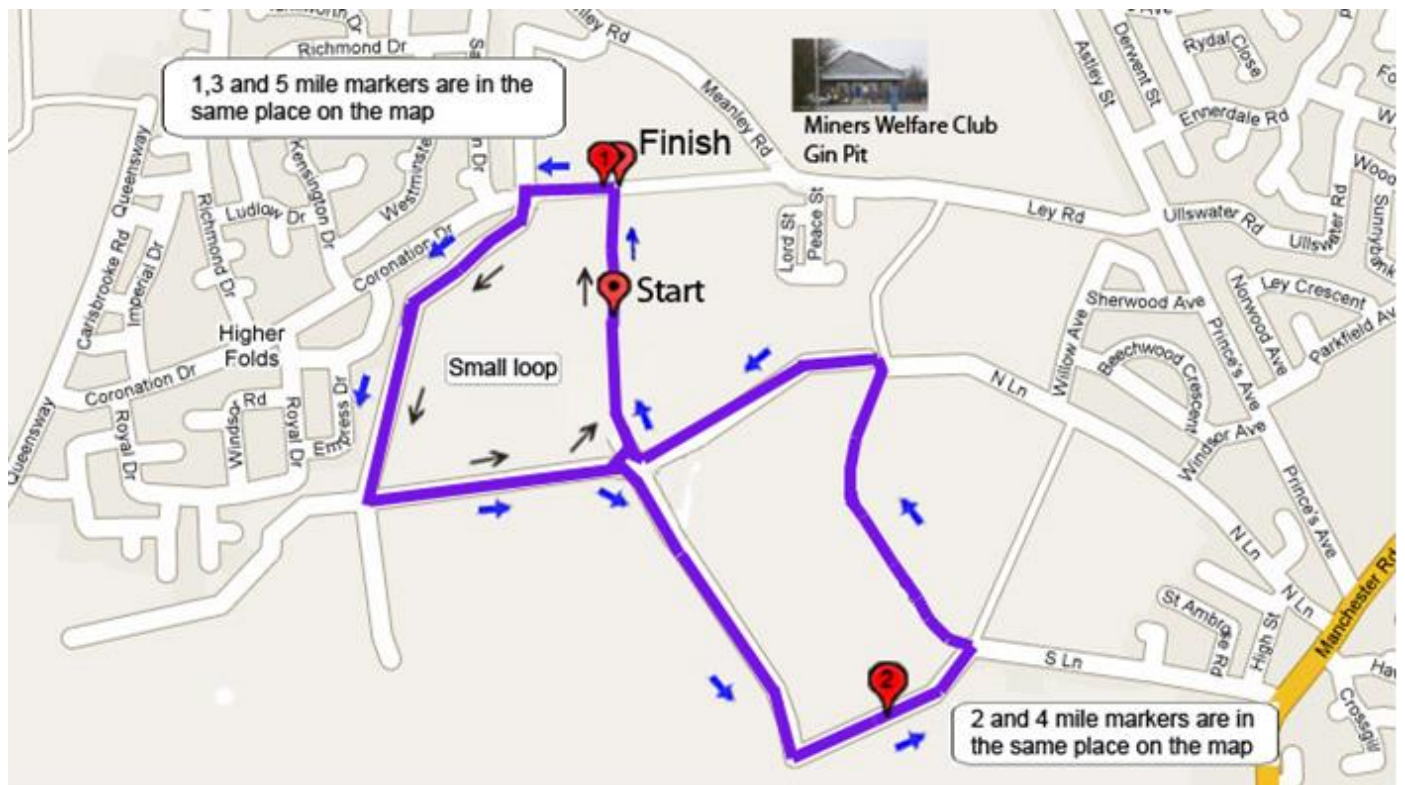 Richmond Dr
1,3 and 5 mile markers are in the
same place on the map
Finish
Meanley Rd
Miners Welfare Club
Gin Pit
Astley St
Derwent St
Rydal Close
Ennerdale Rd
Queensway
Kensington Dr
Ludlow Dr
Richmond Dr
Coronation Dr
Carisbrooke Rd
Imperial Dr
Lord St
Peace St
Ley Rd
Ullswater Rd
Ullswater Rd
Start
Higher
Folds
Small loop
Coronation Dr
Sherwood Ave
Norwood Ave
Ley Crescent
Prince's Ave
Willow Ave
Beechwood
Crescent
N Ln
Windsor Ave
Windsor Rd
Royal Dr
Royal Dr
Empress Dr
Queensway
Prince's Ave
N Ln
N Ln
Manchester Rd
St Ambrose Rd
High St
S Ln
Crossgill
1
2
2 and 4 mile markers are in
the same place on the map